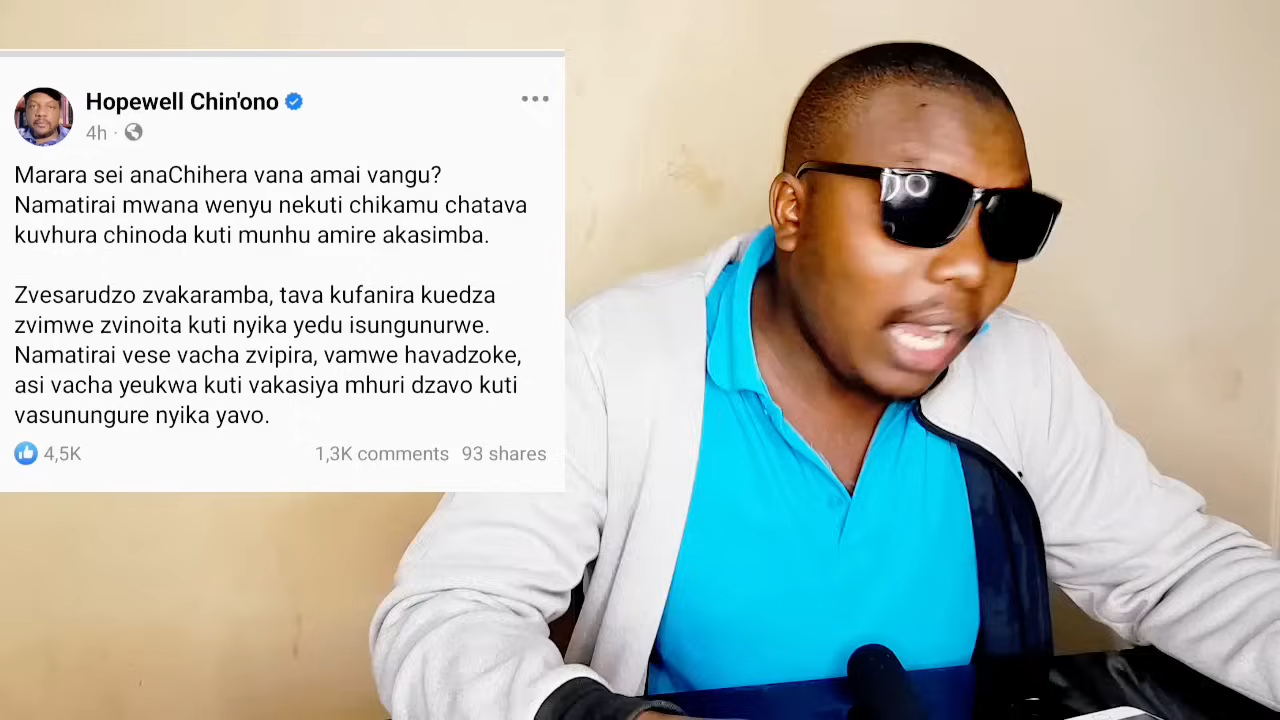 Hopewell Chin'ono
4h ·
Marara sei anaChihera vana amai vangu?
Namatirai mwana wenyu nekuti chikamu chatava
kuvhura chinoda kuti munhu amire akasimba.
Zvesarudzo zvakaramba, tava kufanira kuedza
zvimwe zvinoita kuti nyika yedu isungunurwe.
Namatirai vese vacha zvipira, vamwe havadzoke,
asi vacha yeukwa kuti vakasiya mhuri dzavo kuti
vasunungure nyika yavo.
4,5K
1,3K comments 93 shares